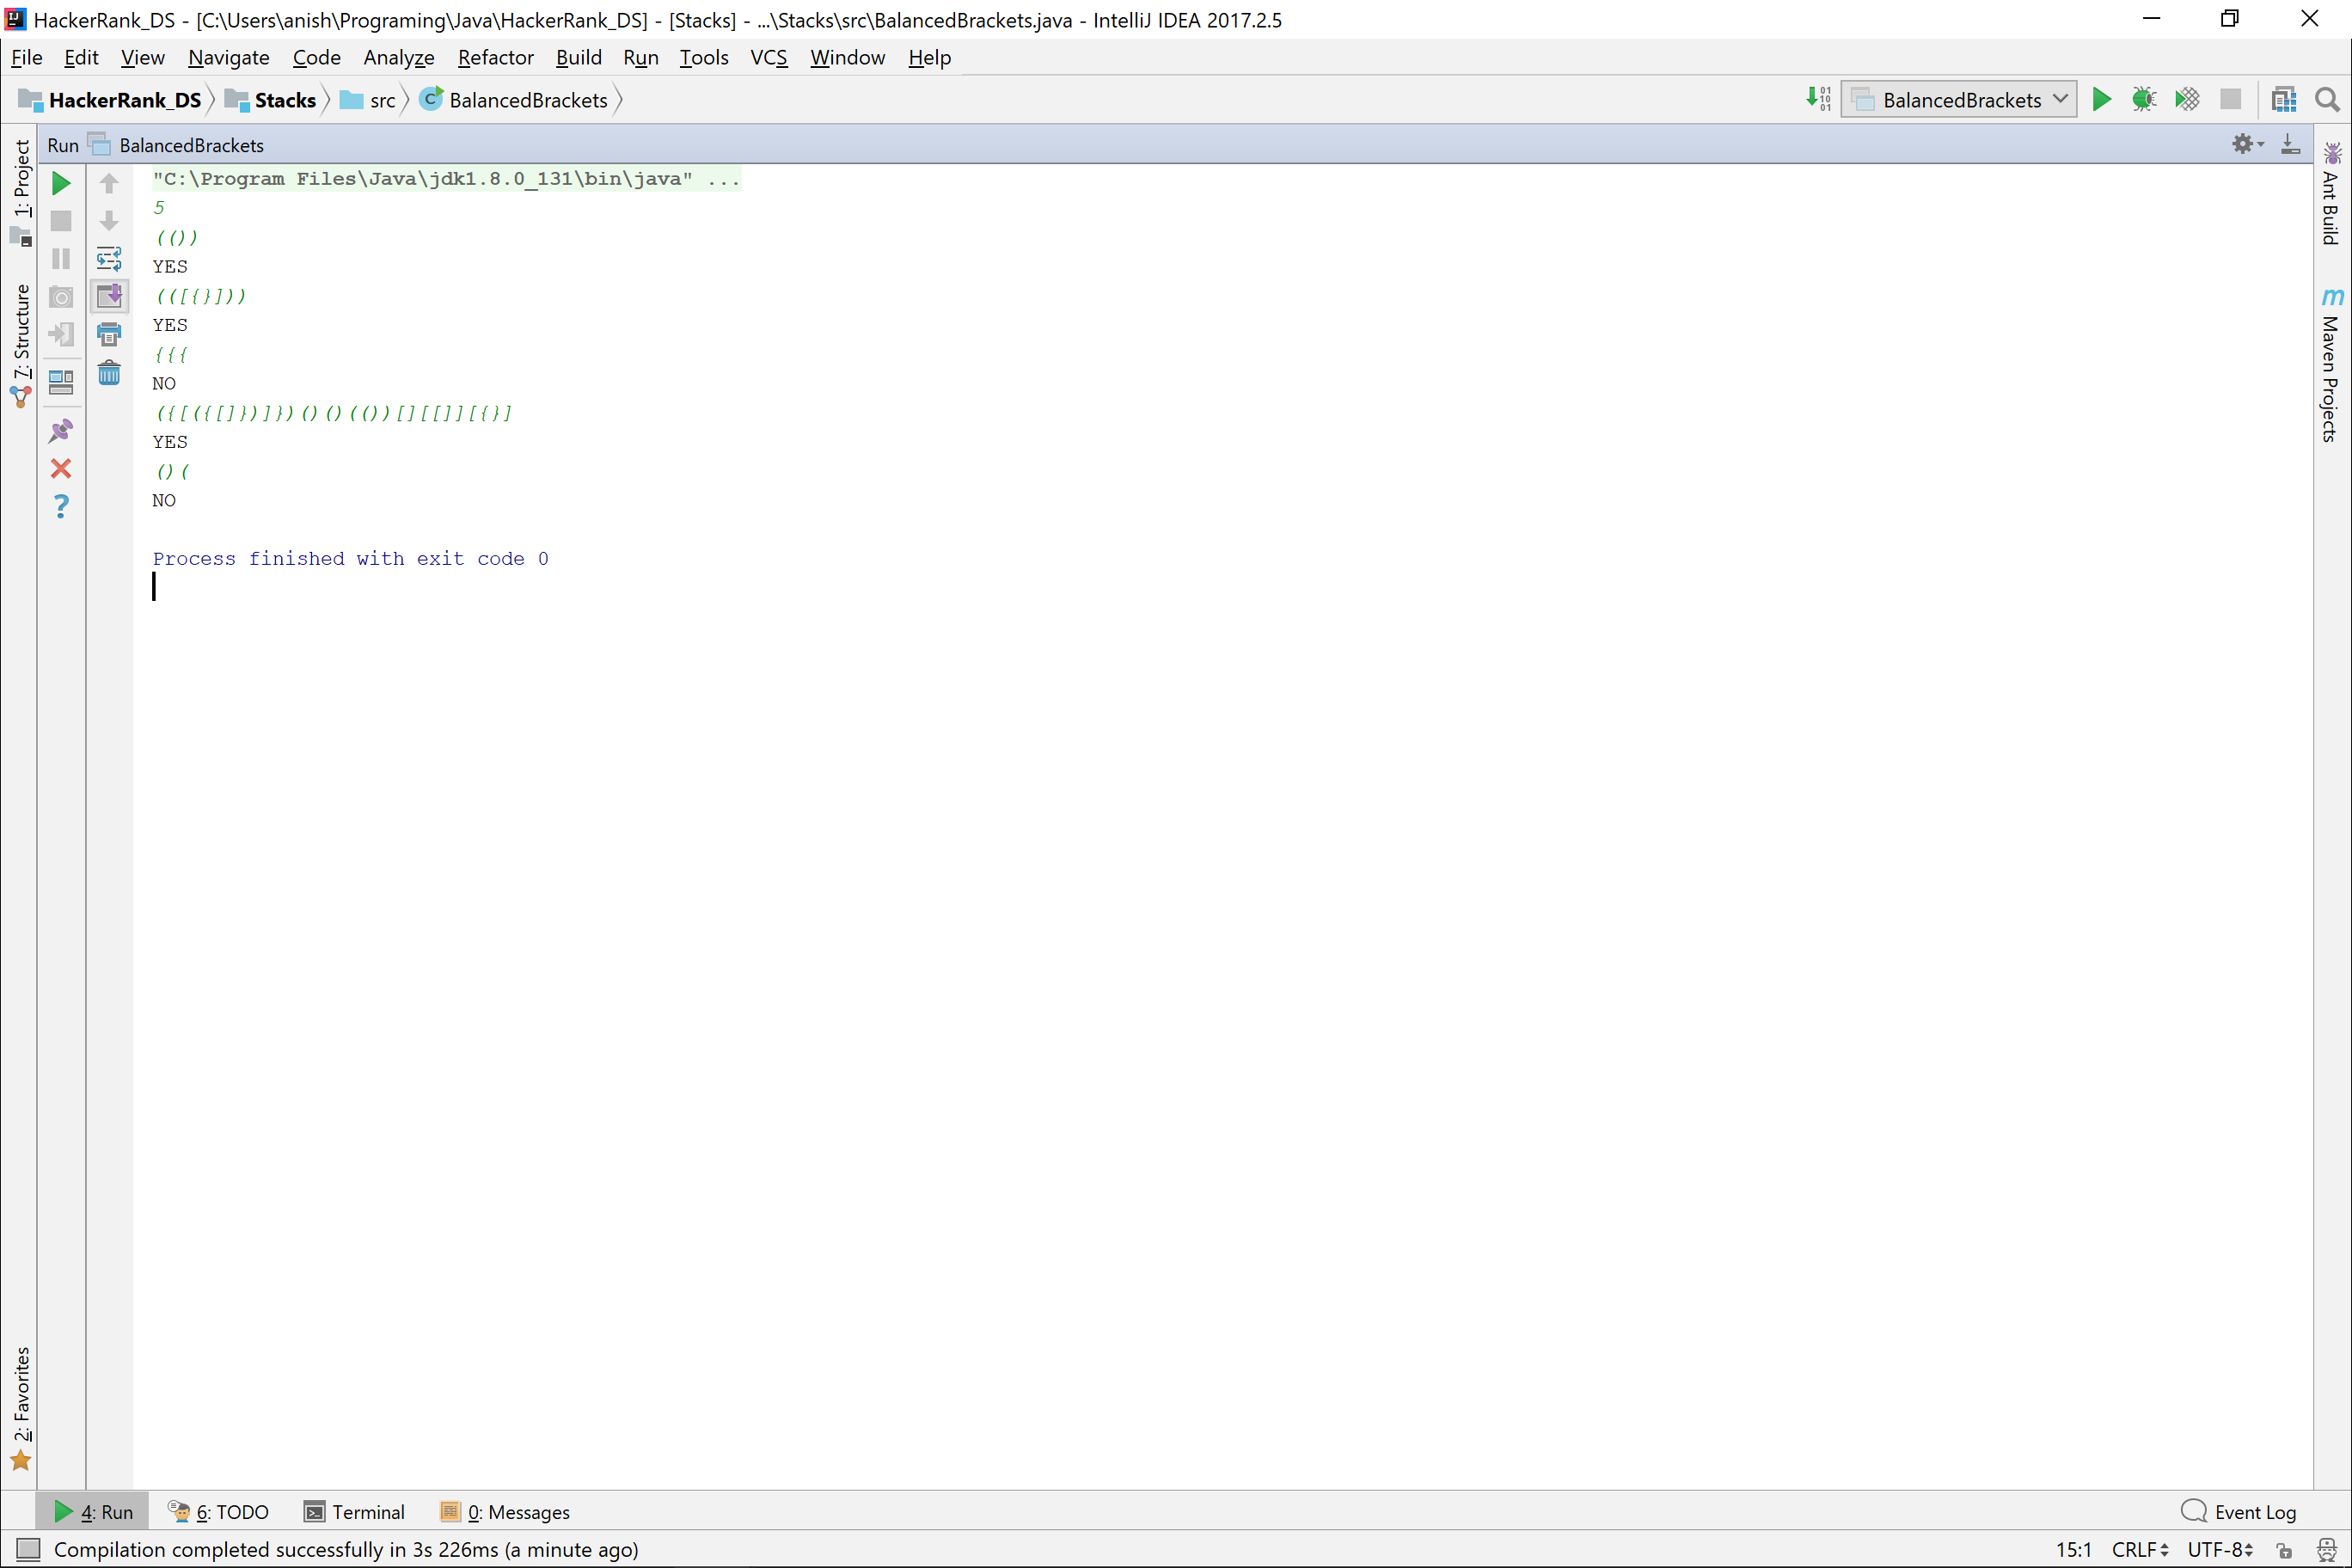 HackerRank_DS - [C:\Users\anish\Programing\Java\HackerRank_DS] - [Stacks] - ...\Stacks\src\BalancedBrackets.java - IntelliJ IDEA 2017.2.5
File Edit View Navigate Code Analyze Refactor Build Run Tools VCS Window Help
HackerRank_DS Stacks src BalancedBrackets BalancedBrackets
Run BalancedBrackets
1: Project
7: Structure
2: Favorites
"C:\Program Files\Java\jdk1.8.0_131\bin\java" ...
5
(())
YES
(([{}]))
YES
{{{
NO
({[({[]})]})()()(())[][[]][{}]
YES
()(
NO
Process finished with exit code 0
Ant Build
Maven Projects
4: Run 6: TODO Terminal 0: Messages Event Log
Compilation completed successfully in 3s 226ms (a minute ago) 15:1 CRLF UTF-8